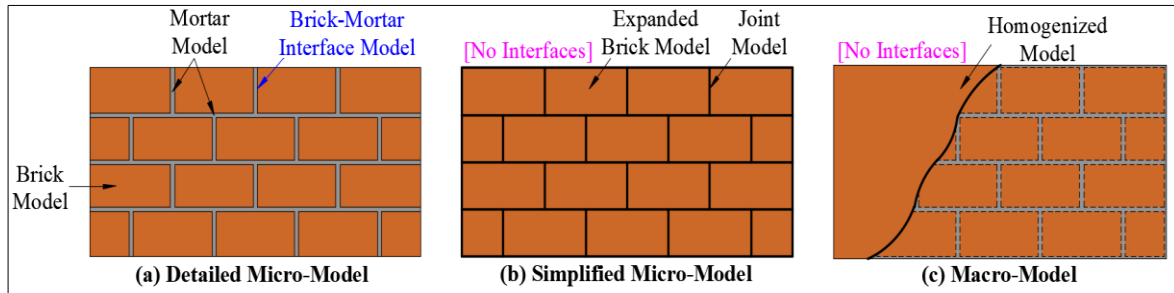 Mortar
Model
Brick-Mortar
Interface Model
Brick
Model
(a) Detailed Micro-Model
[No Interfaces]
Expanded
Brick Model
Joint
Model
(b) Simplified Micro-Model
[No Interfaces]
Homogenized
Model
(c) Macro-Model